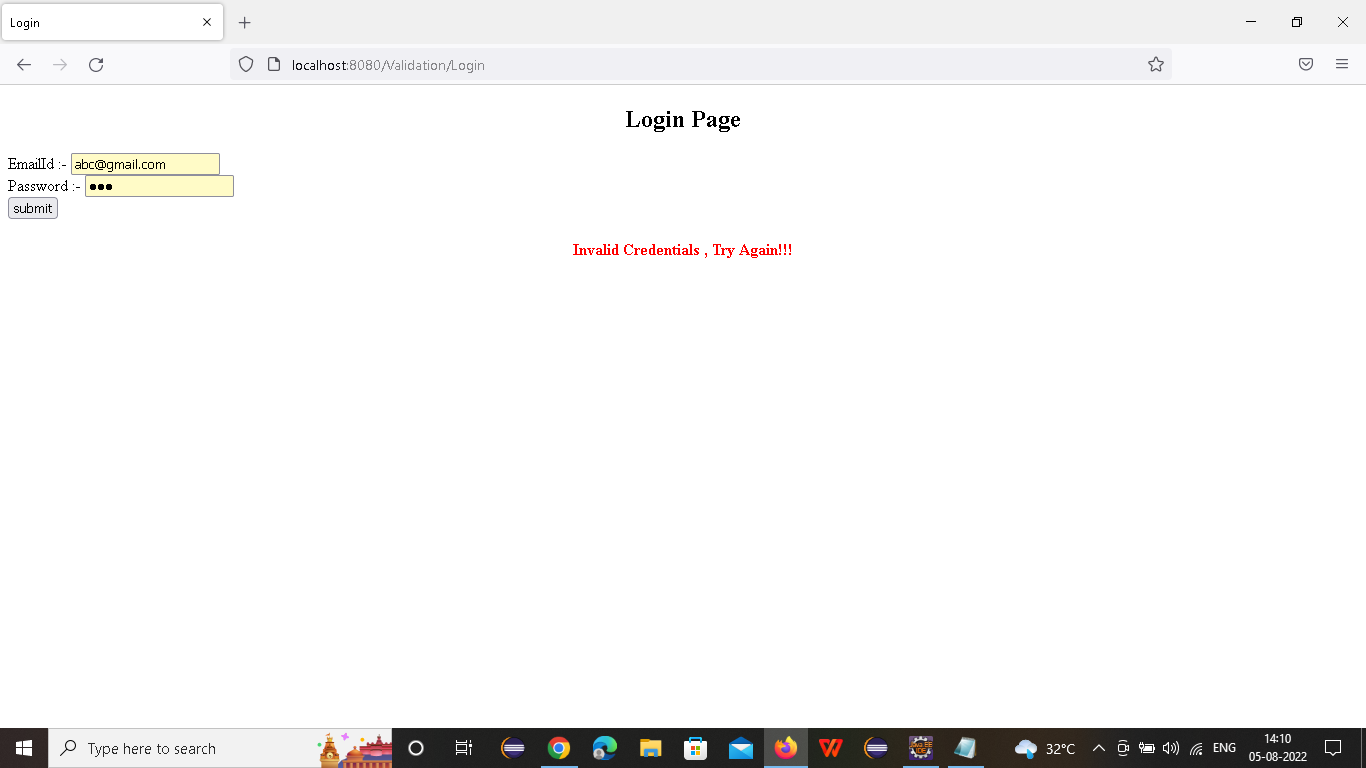 Login
localhost:8080/Validation/Login
Login Page
EmailId :- abc@gmail.com
Password :- ●●●
submit
Invalid Credentials , Try Again!!!
Type here to search
32°C
ENG
14:10
05-08-2022